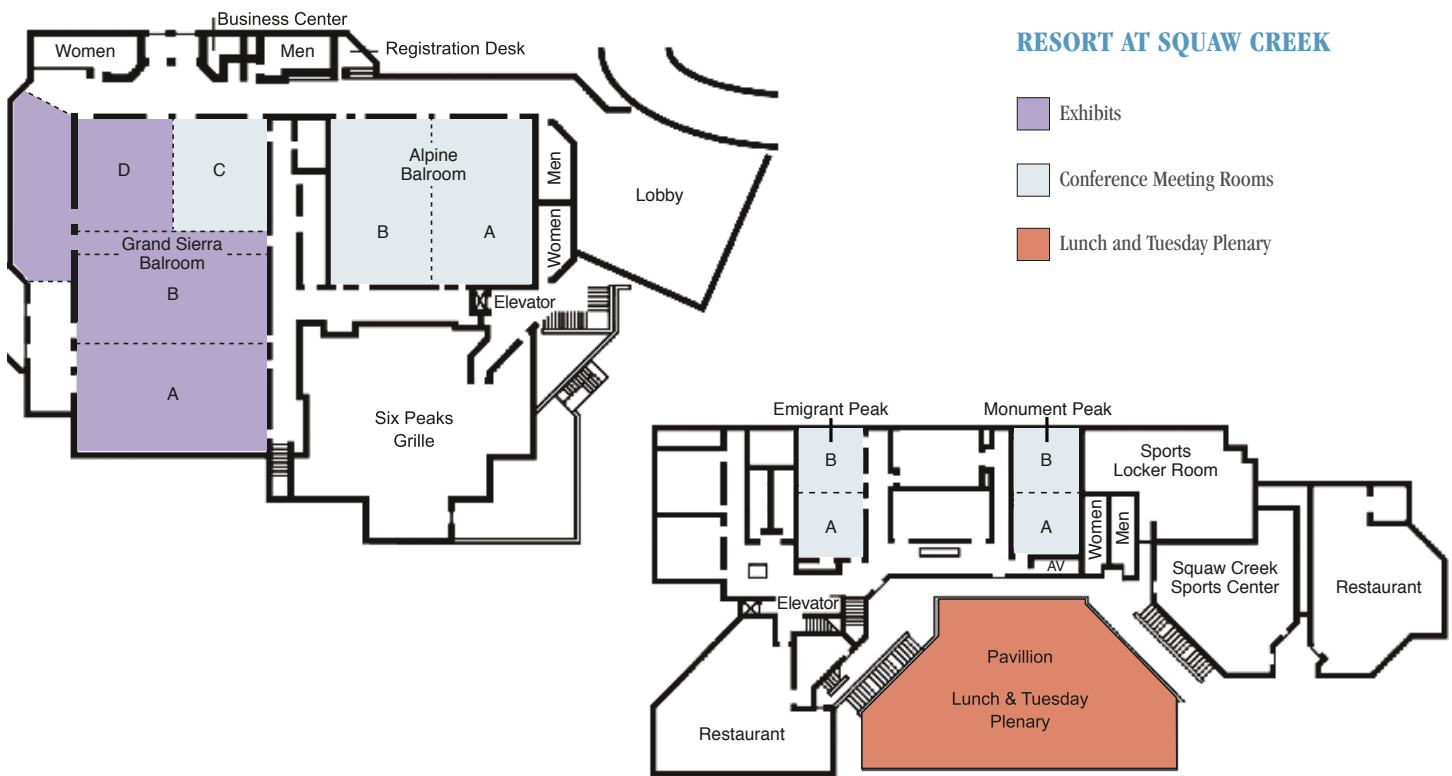 Business Center
Women
Men
Registration Desk
D
C
Alpine
Balroom
B
A
Men
Women
Lobby
Grand Sierra
Balroom
B
A
Elevator
Six Peaks
Grille
RESORT AT SQUAW CREEK
Exhibits
Conference Meeting Rooms
Lunch and Tuesday Plenary
Emigrant Peak
Monument Peak
B
A
B
A
AV
Women
Men
Sports
Locker Room
Squaw Creek
Sports Center
Restaurant
Elevator
Restaurant
Pavillion
Lunch & Tuesday
Plenary